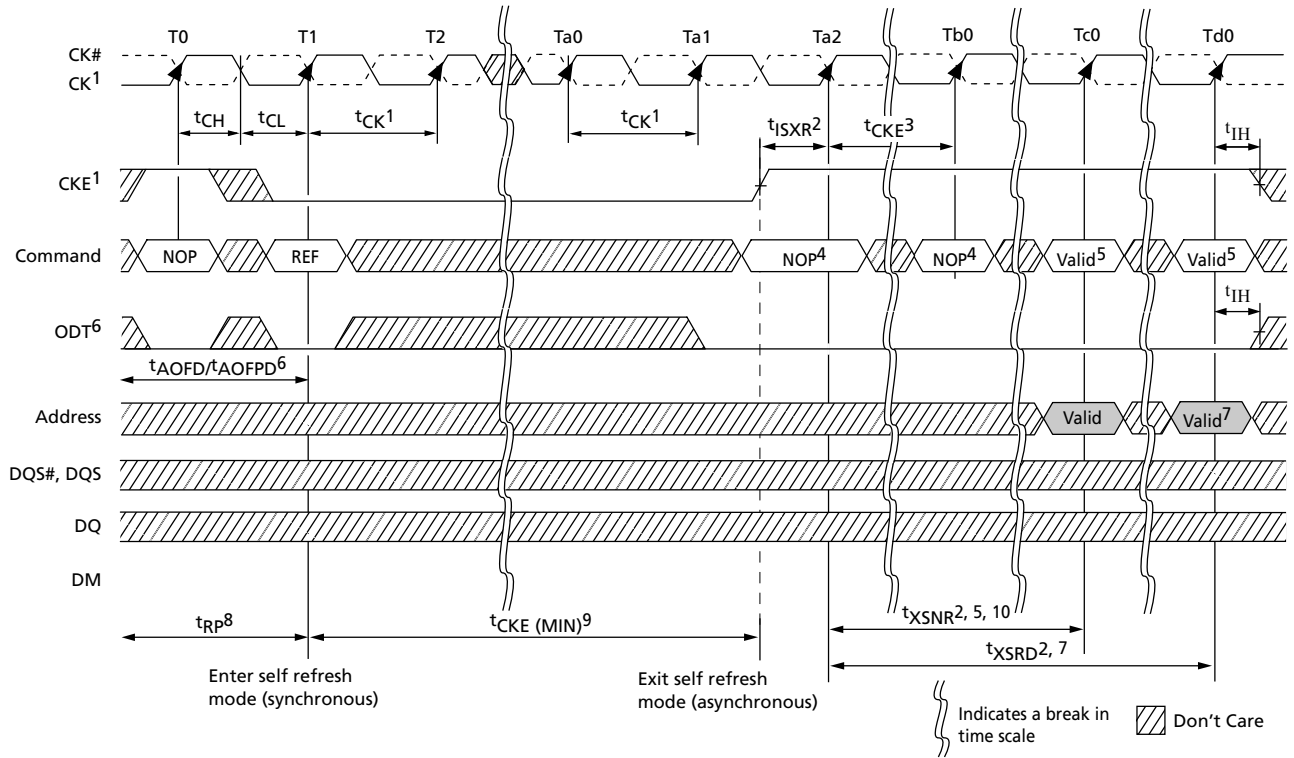 T0 T1 T2 Ta0 Ta1 Ta2 Tb0 Tc0 Td0
CK#
CK1
tCH tCL tCK1 tCK1 tISXR2 tCKE3 tIH
CKE1
Command NOP REF NOP4 NOP4 Valid5 Valid5
tIH
ODT6
tAOFD/tAOFPD6
Address Valid Valid7
DQS#, DQS
DQ
DM
tRP8 tCKE (MIN)9 tXSNR2, 5, 10
tXSRD2, 7
Enter self refresh
mode (synchronous)
Exit self refresh
mode (asynchronous)
Indicates a break in
time scale
Don't Care